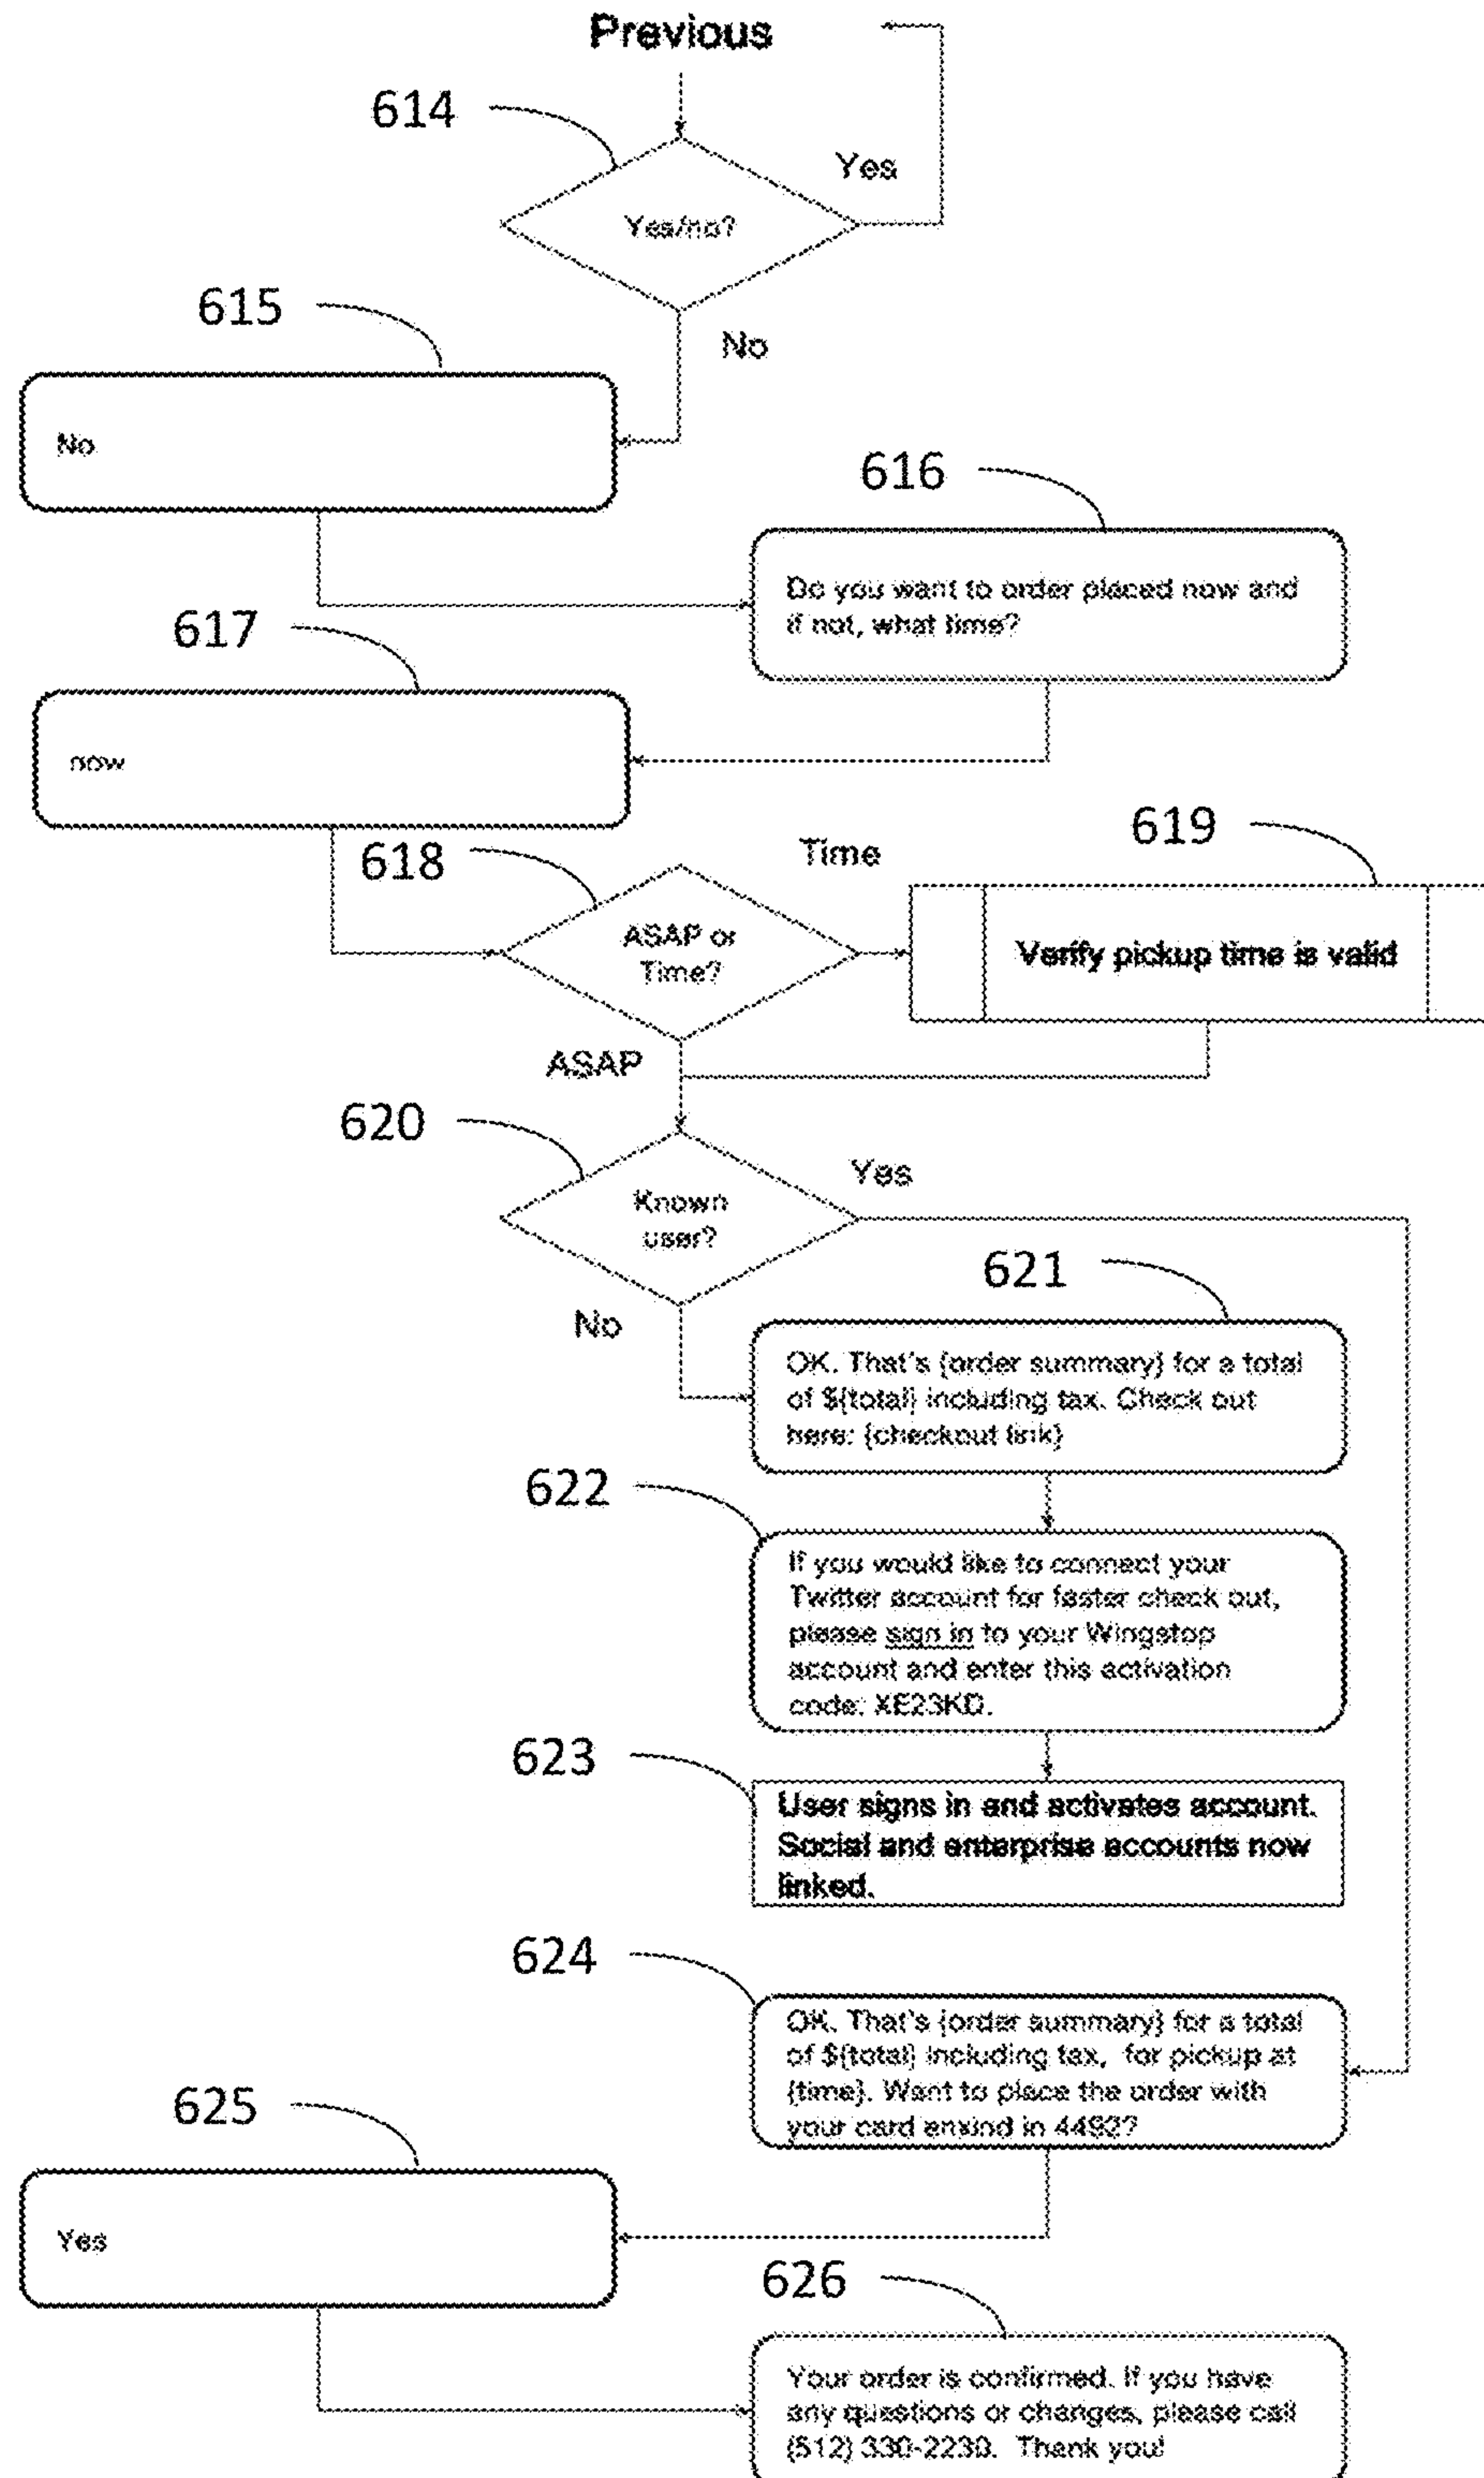 Previous
614
Yes
Yes/no?
615
No
No
616
Do you want to order placed now and
if not, what time?
617
now
618
Time
619
ASAP or
Time?
Verify pickup time is valid
ASAP
620
Yes
Known
user?
621
No
OK. That's {order summary} for a total
of ${total} including tax. Check out
here: {checkout link}
622
If you would like to connect your
Twitter account for faster check out,
please sign in to your Wingstop
account and enter this activation
code: XE23KD.
623
User signs in and activates account.
Social and enterprise accounts now
linked.
624
OK. That's {order summary} for a total
of ${total} including tax, for pickup at
{time}. Want to place the order with
your card enxind in 4492?
625
Yes
626
Your order is confirmed. If you have
any questions or changes, please call
(512) 330-2230. Thank you!